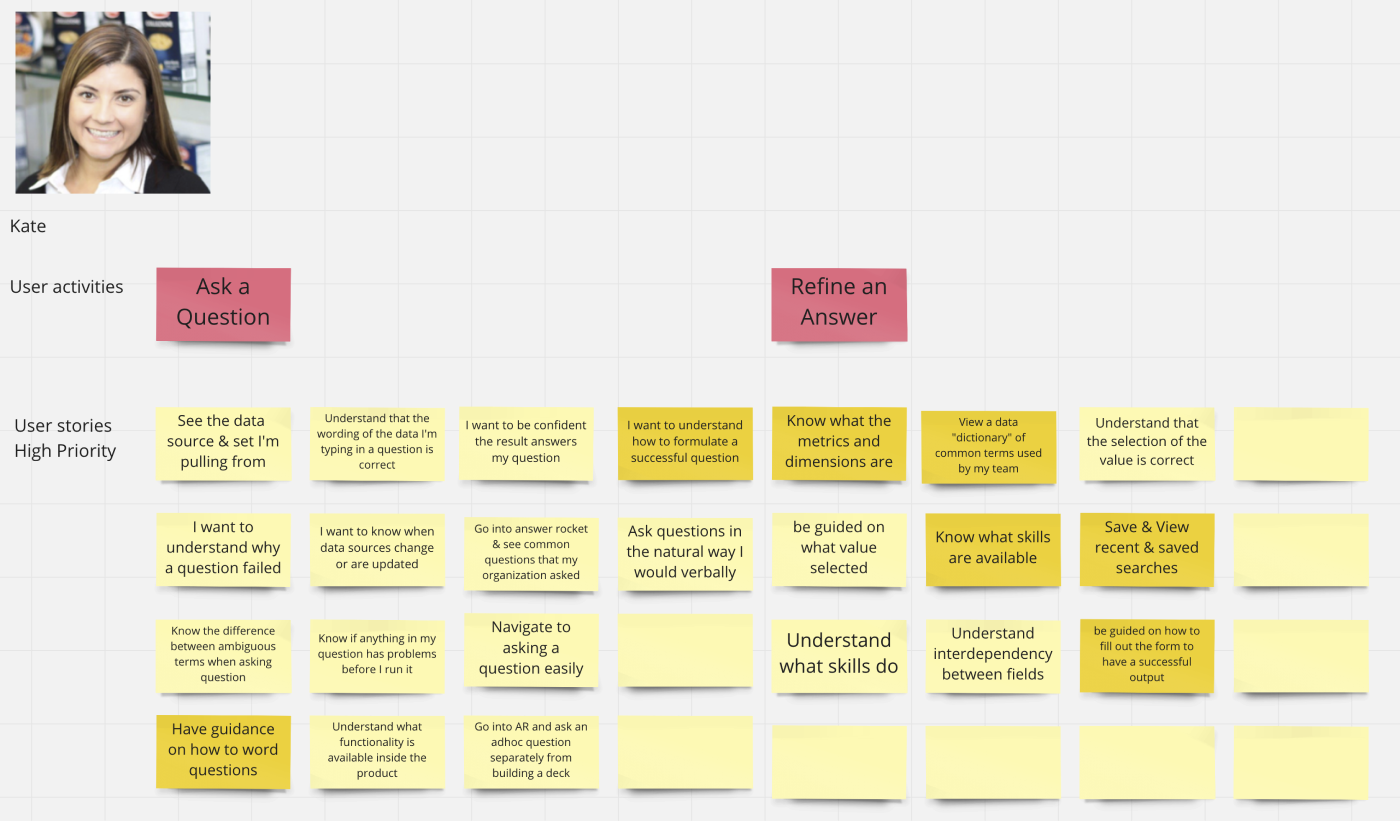 Kate
User activities
Ask a
Question
Refine an
Answer
User stories
High Priority
See the data
source & set I'm
pulling from
Understand that the
wording of the data I'm
typing in a question is
correct
I want to be confident
the result answers
my question
I want to understand
how to formulate a
successful question
Know what the
metrics and
dimensions are
View a data
"dictionary" of
common terms used
by my team
Understand that
the selection of the
value is correct
I want to
understand why
a question failed
I want to know when
data sources change
or are updated
Go into answer rocket
& see common
questions that my
organization asked
Ask questions in
the natural way I
would verbally
be guided on
what value
selected
Know what skills
are available
Save & View
recent & saved
searches
Know the difference
between ambiguous
terms when asking
question
Know if anything in my
question has problems
before I run it
Navigate to
asking a
question easily
Understand
what skills do
Understand
interdependency
between fields
be guided on how to
fill out the form to
have a successful
output
Have guidance
on how to word
questions
Understand what
functionality is
available inside the
product
Go into AR and ask an
adhoc question
separately from
building a deck